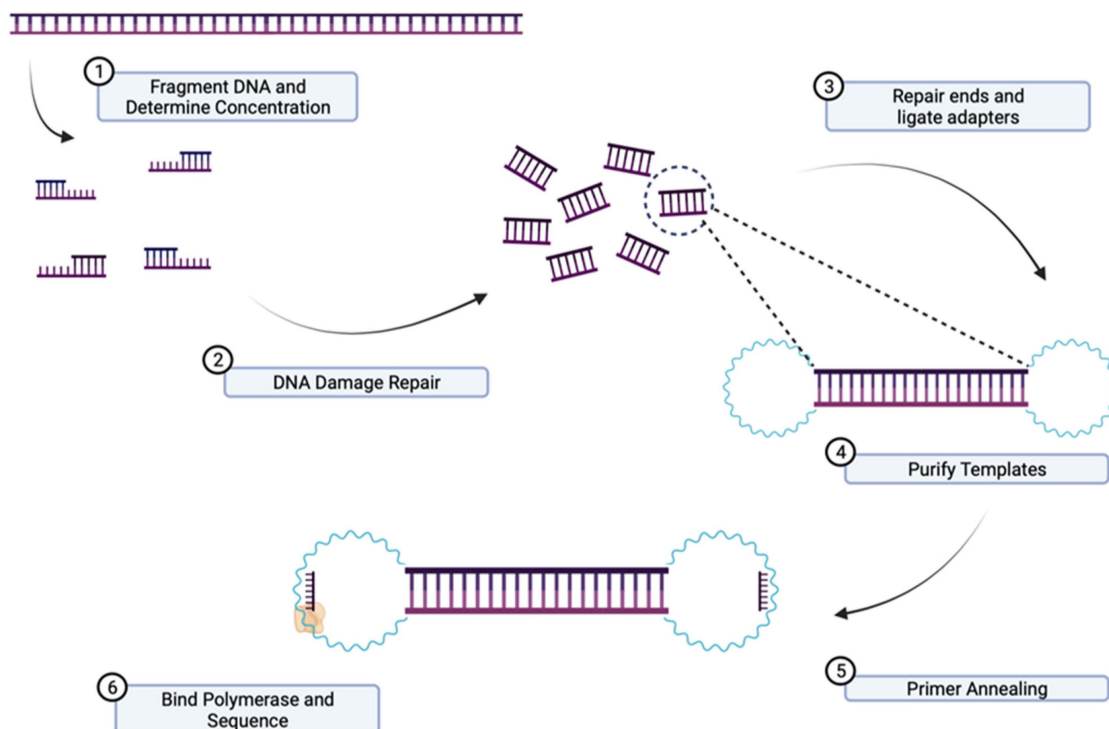 1
Fragment DNA and
Determine Concentration
2
DNA Damage Repair
3
Repair ends and
ligate adapters
4
Purify Templates
5
Primer Annealing
6
Bind Polymerase and
Sequence